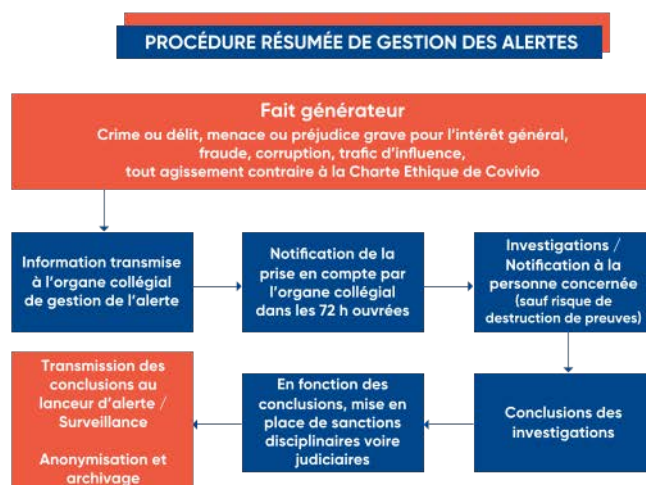 PROCÉDURE RÉSUMÉE DE GESTION DES ALERTES
Fait générateur
Crime ou délit, menace ou préjudice grave pour l'intérêt général,
fraude, corruption, trafic d'influence,
tout agissement contraire à la Charte Ethique de Covivio
Information transmise
à l'organe collégial
de gestion de l'alerte
Notification de la
prise en compte par
l'organe collégial
dans les 72 h ouvrées
Investigations /
Notification à la
personne concernée
(sauf risque de
destruction de preuves)
Conclusions des
investigations
En fonction des
conclusions, mise en
place de sanctions
disciplinaires voire
judiciaires
Transmission des
conclusions au
lanceur d'alerte /
Surveillance
Anonymisation et
archivage